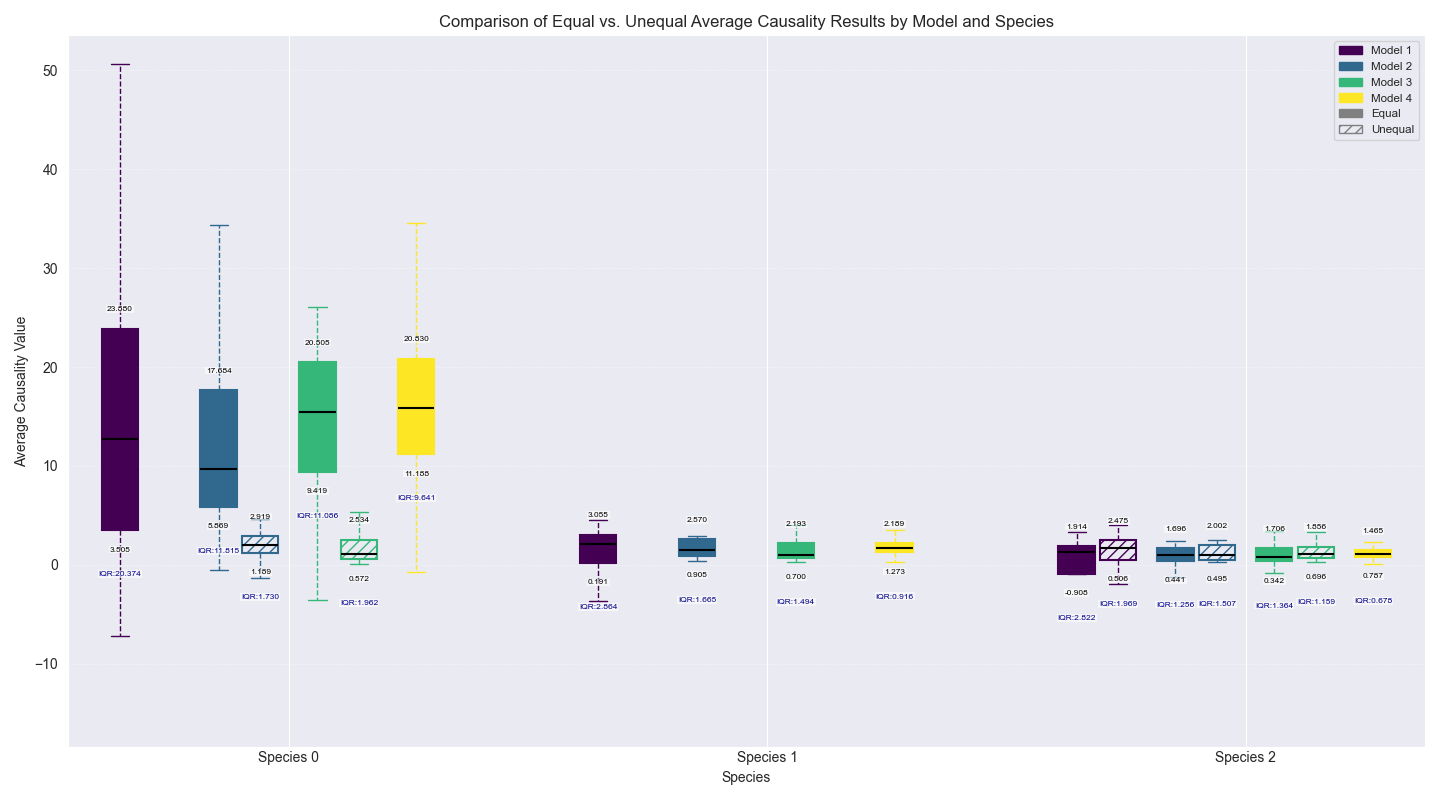 Comparison of Equal vs. Unequal Average Causality Results by Model and Species
Model 1
Model 2
Model 3
Model 4
Equal
Unequal
Average Causality Value
50
40
30
20
10
0
−10
23.880
3.505
IQR:20.374
17.684
5.869
IQR:11.815
2.919
1.189
IQR:1.730
20.505
9.419
IQR:11.086
2.534
0.572
IQR:1.962
20.830
11.188
IQR:9.641
3.055
0.191
IQR:2.864
2.570
0.905
IQR:1.665
2.193
0.700
IQR:1.494
2.189
1.273
IQR:0.916
1.914
-0.908
IQR:2.822
2.475
0.506
IQR:1.969
1.696
0.441
IQR:1.256
2.002
0.495
IQR:1.507
1.706
0.342
IQR:1.364
1.856
0.696
IQR:1.159
1.465
0.787
IQR:0.678
Species 0
Species 1
Species 2
Species